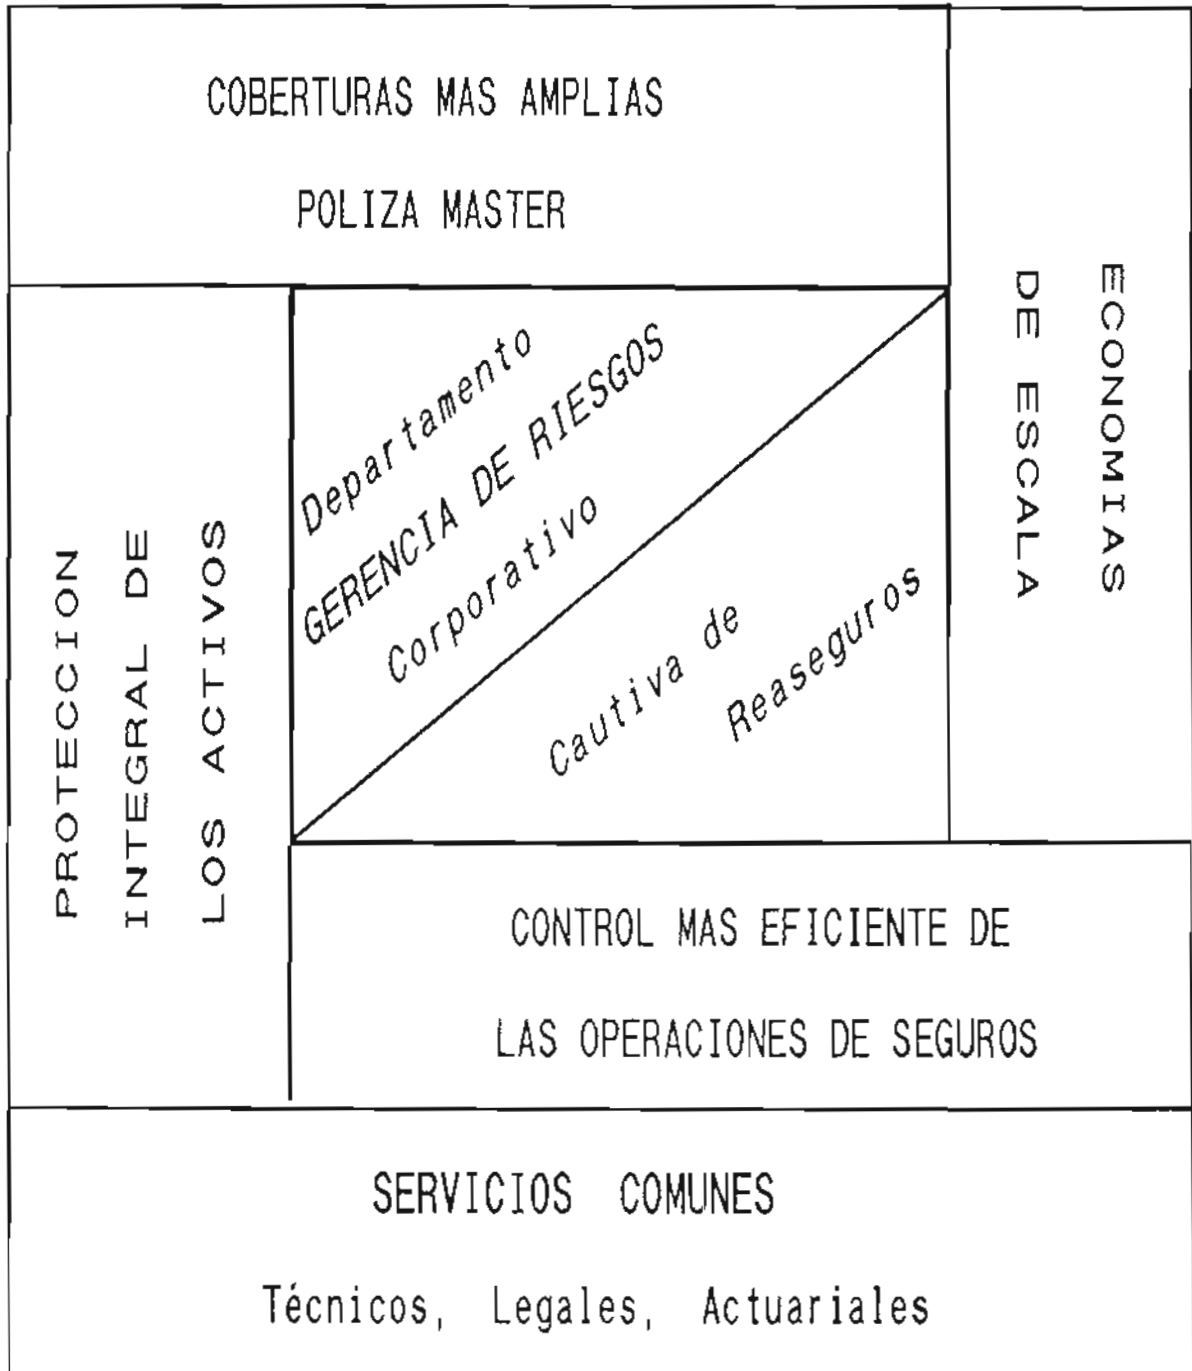 COBERTURAS MAS AMPLIAS
POLIZA MASTER
PROTECCION
INTEGRAL DE
LOS ACTIVOS
Departamento
GERENCIA DE RIESGOS
Corporativo
Cautiva de
Reaseguros
ECONOMIAS
DE ESCALA
CONTROL MAS EFICIENTE DE
LAS OPERACIONES DE SEGUROS
SERVICIOS COMUNES
Técnicos, Legales, Actuariales